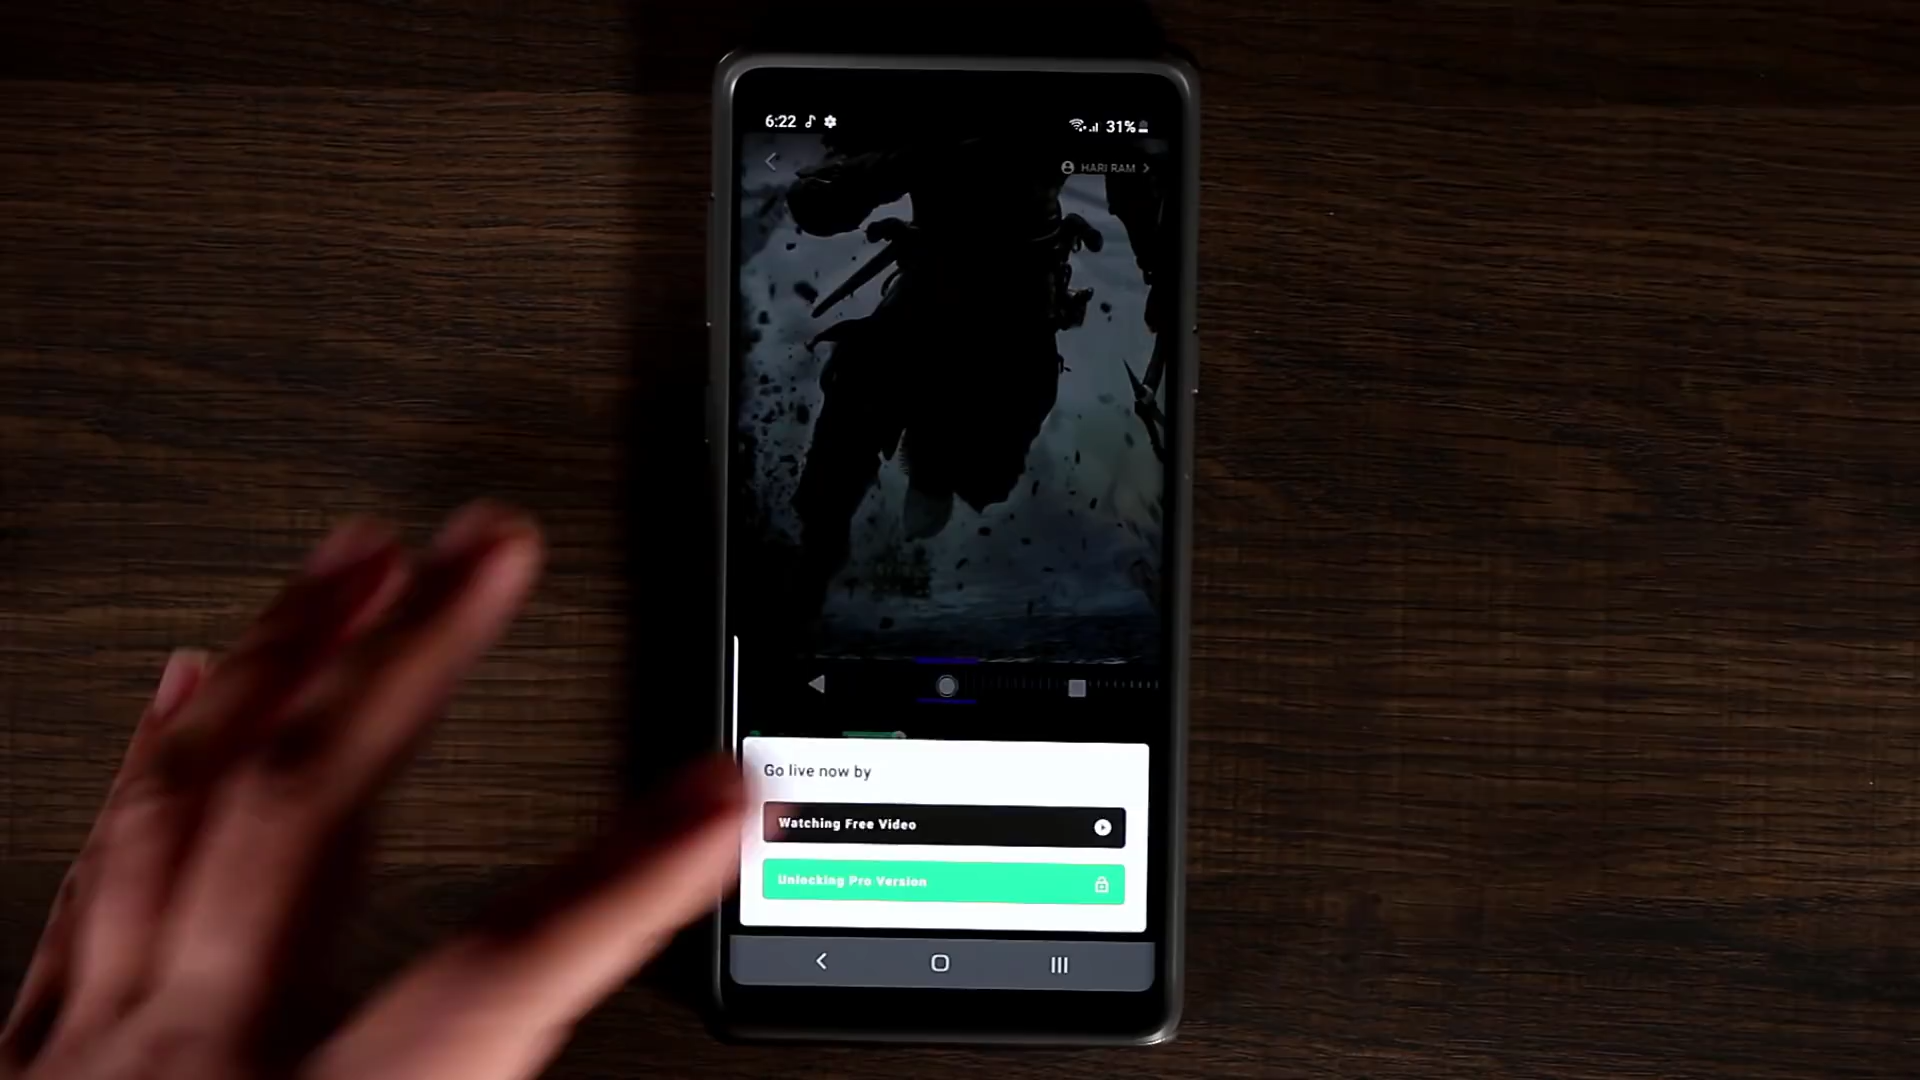 6:22
31%
HARI RAM
Go live now by
Watching Free Video
Unlocking Pro Version